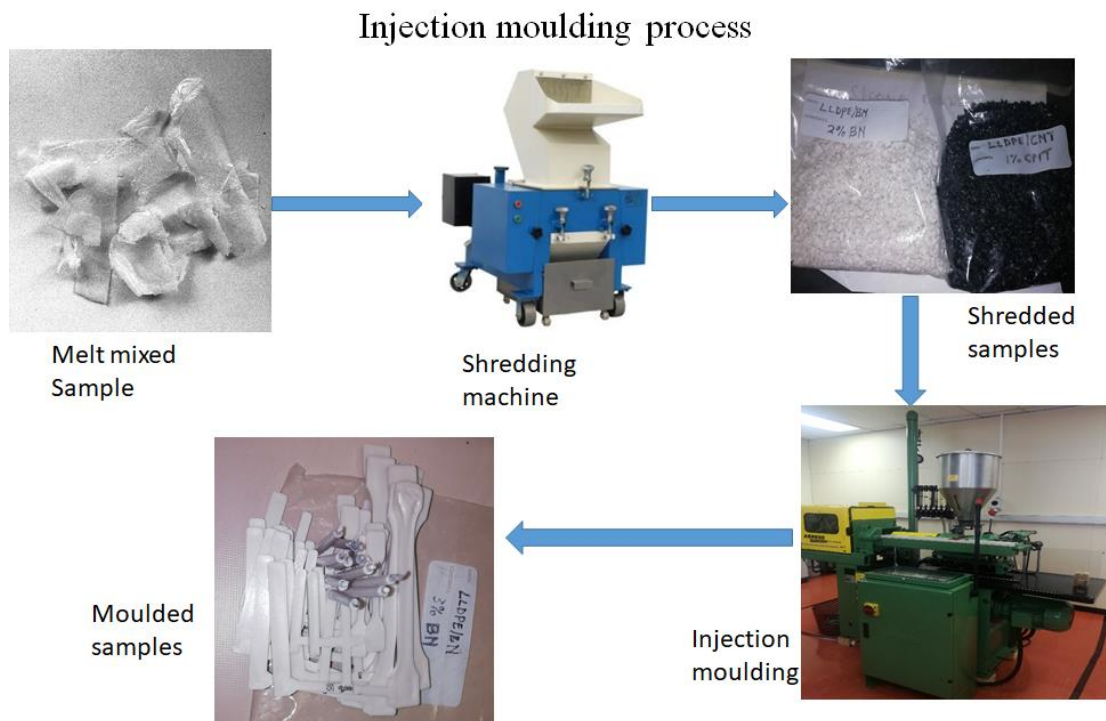 Injection moulding process
LLDPE/BN
2% BN
LLDPE/CNT
1% CNT
Melt mixed
Sample
Shredding
machine
Shredded
samples
LLDPE/BN
3% BN
Moulded
samples
Injection
moulding